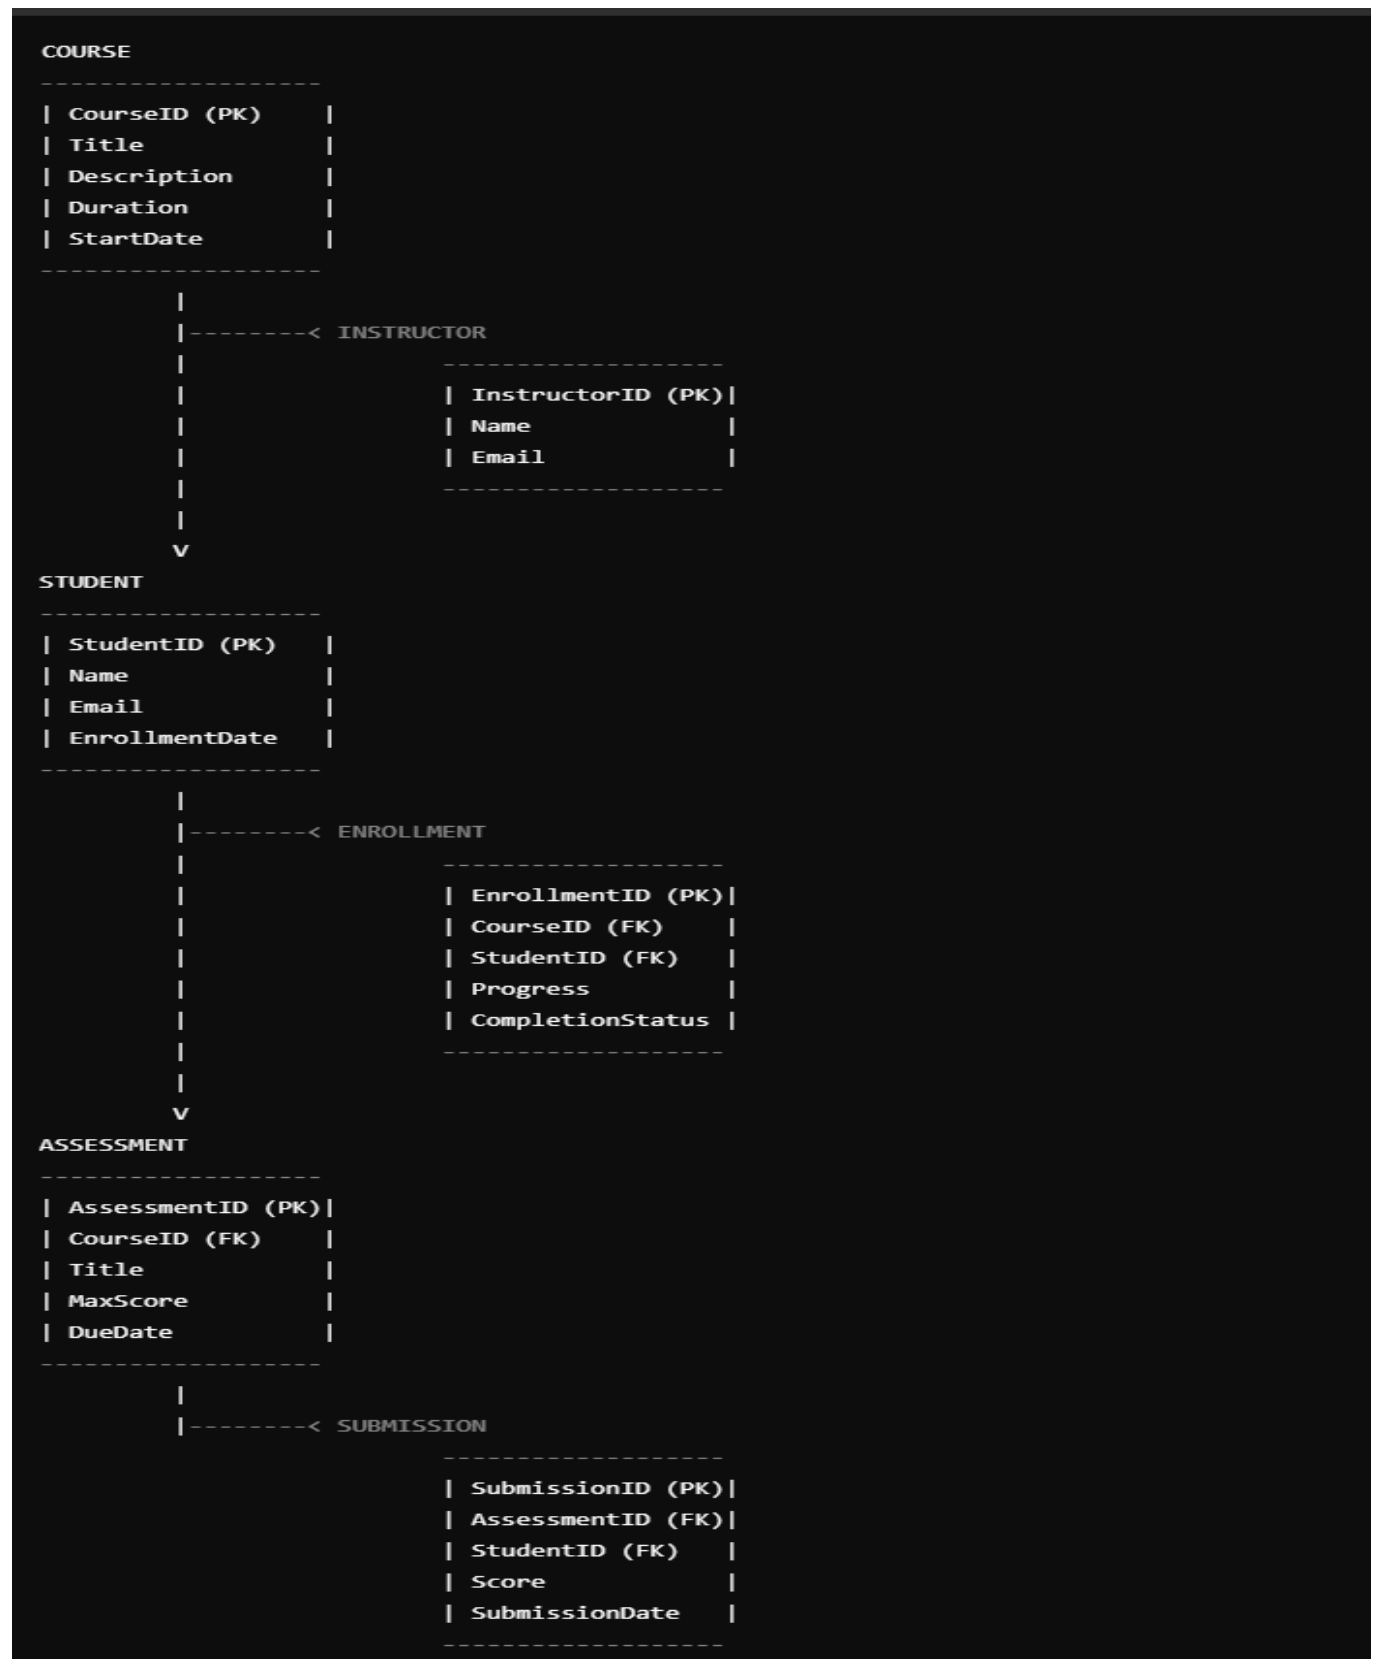 COURSE
-------------------
| CourseID (PK)    |
| Title            |
| Description      |
| Duration         |
| StartDate        |
-------------------
         |
         |--------< INSTRUCTOR
         |                 -------------------
         |                 | InstructorID (PK)|
         |                 | Name             |
         |                 | Email            |
         |                 -------------------
         |
         v
STUDENT
-------------------
| StudentID (PK)   |
| Name             |
| Email            |
| EnrollmentDate   |
-------------------
         |
         |--------< ENROLLMENT
         |                 -------------------
         |                 | EnrollmentID (PK)|
         |                 | CourseID (FK)    |
         |                 | StudentID (FK)   |
         |                 | Progress         |
         |                 | CompletionStatus |
         |                 -------------------
         |
         v
ASSESSMENT
-------------------
| AssessmentID (PK)|
| CourseID (FK)    |
| Title            |
| MaxScore         |
| DueDate          |
-------------------
         |
         |--------< SUBMISSION
                           -------------------
                           | SubmissionID (PK)|
                           | AssessmentID (FK)|
                           | StudentID (FK)   |
                           | Score            |
                           | SubmissionDate   |
                           -------------------